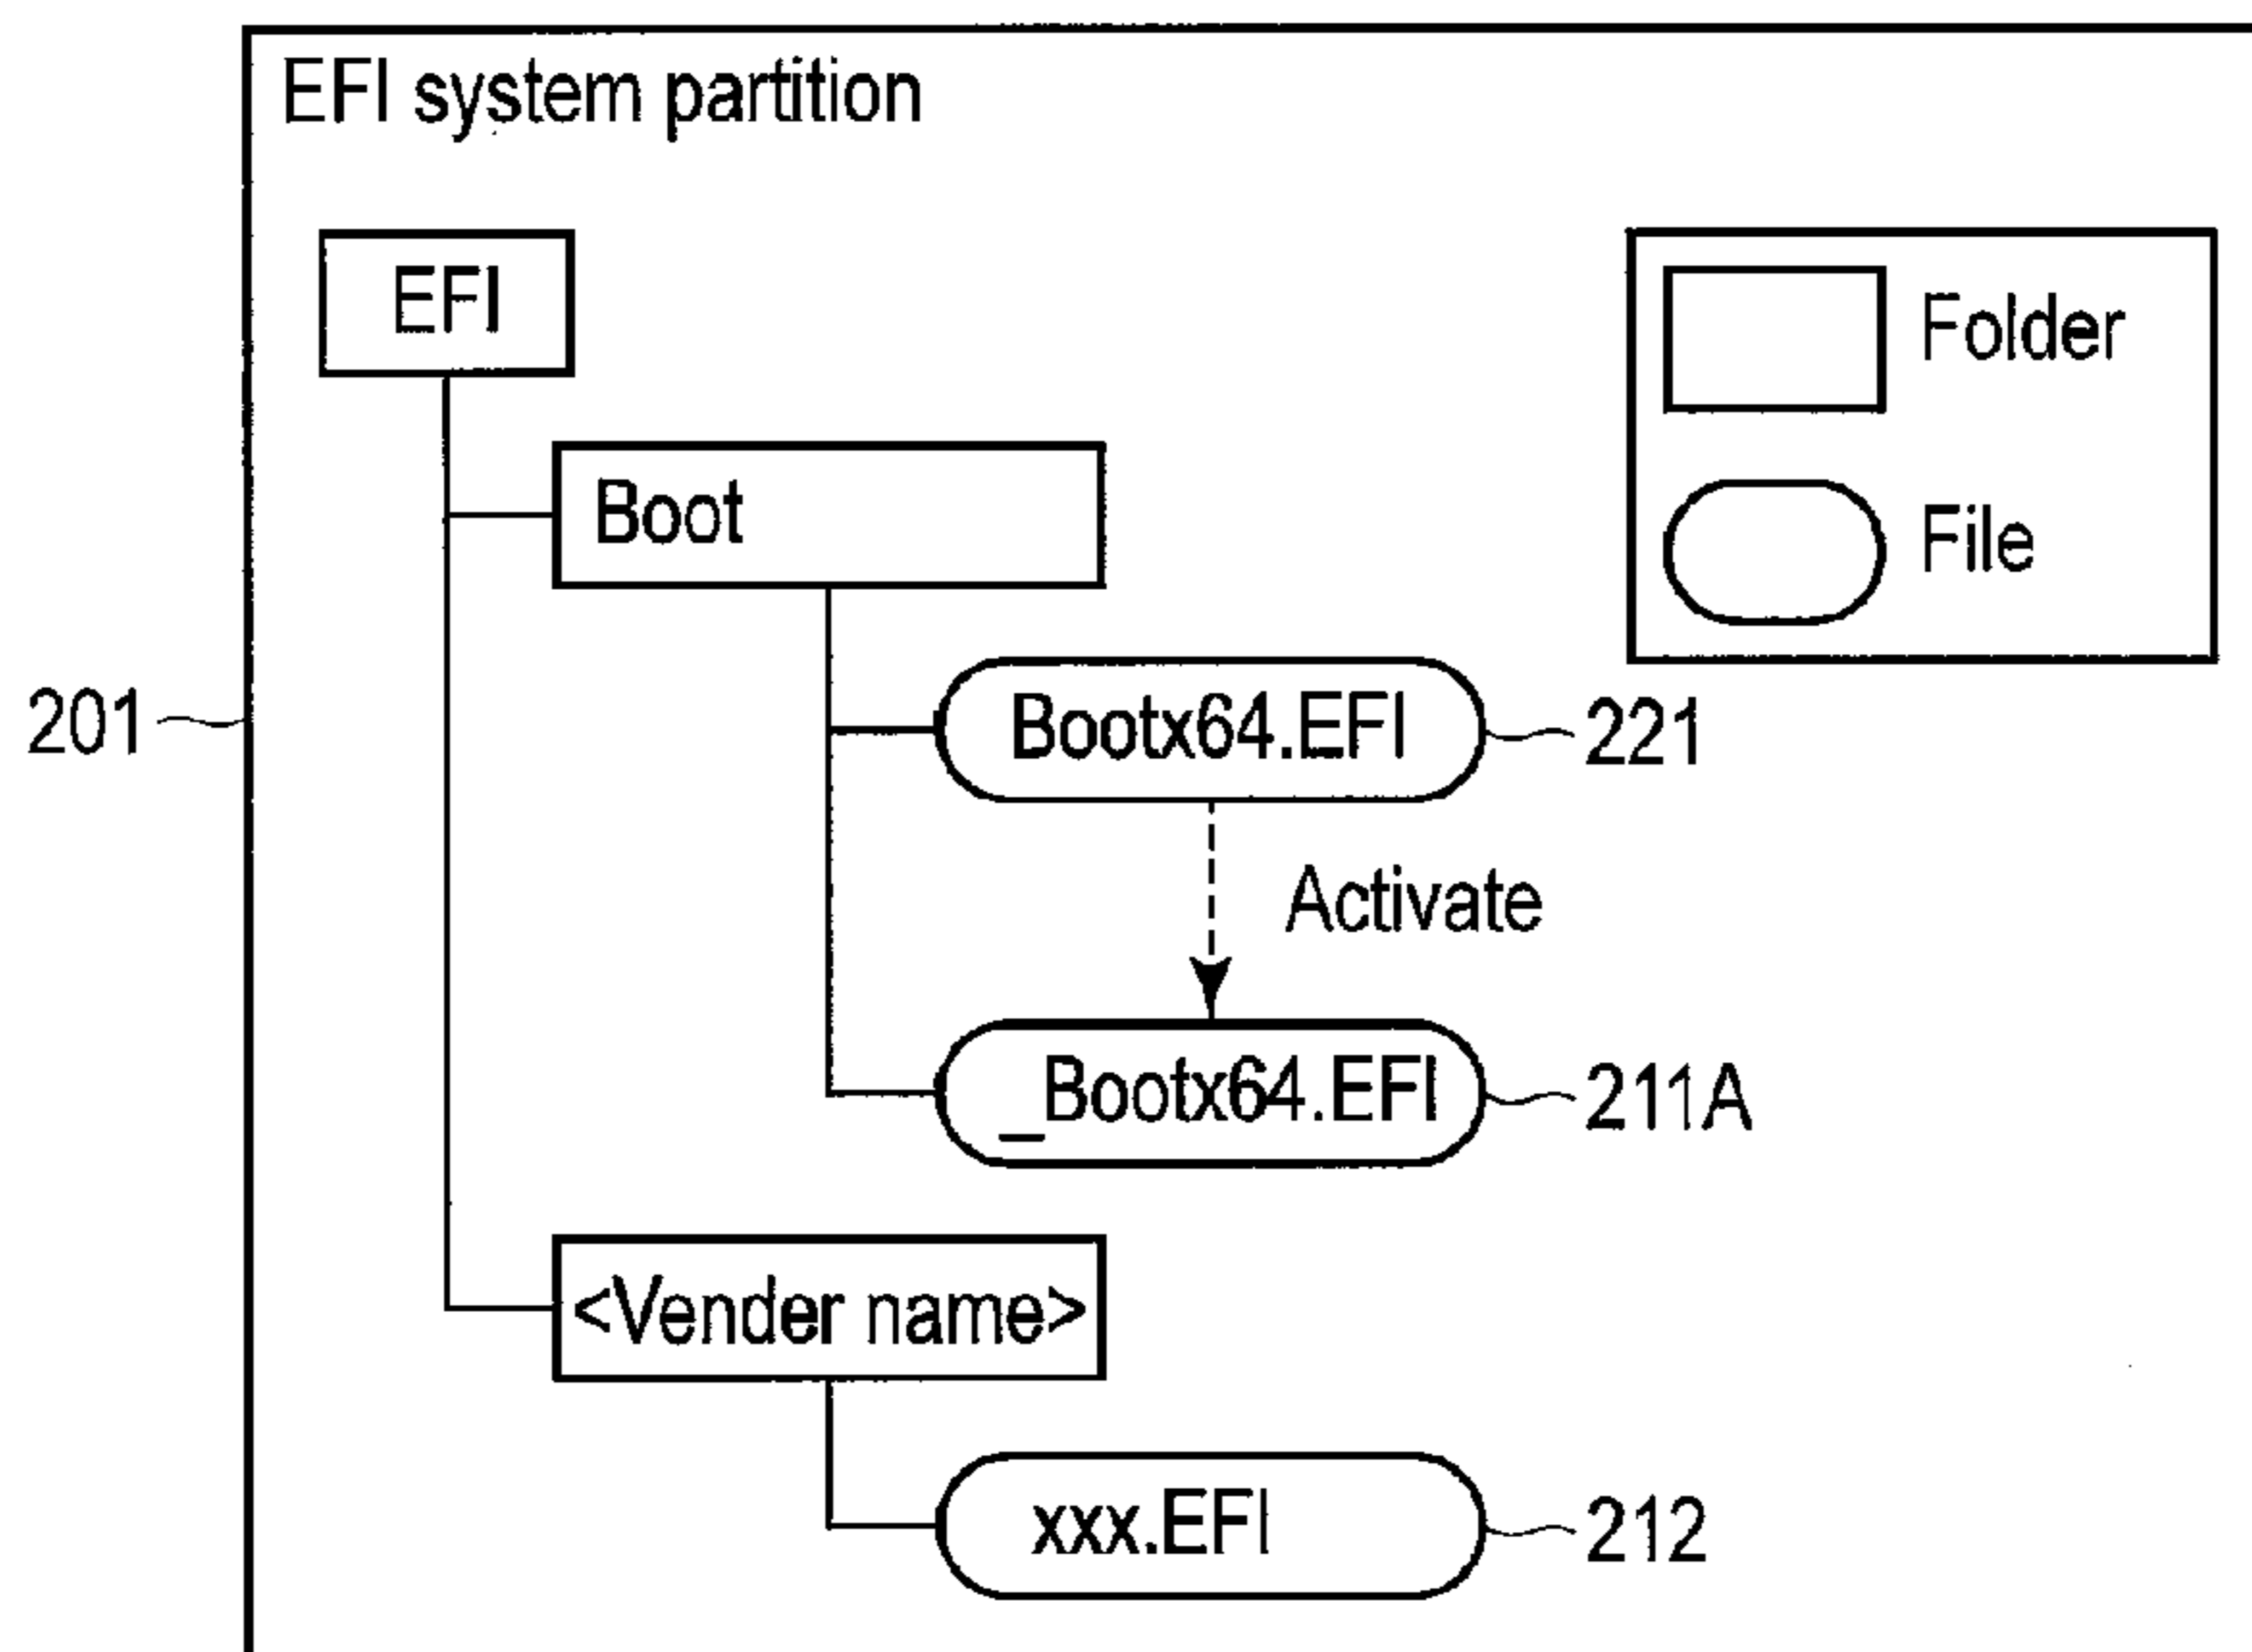 EFI system partition
EFI
Folder
Boot
File
201
Bootx64.EFI
221
Activate
_Bootx64.EFI
211A
<Vender name>
xxx.EFI
212